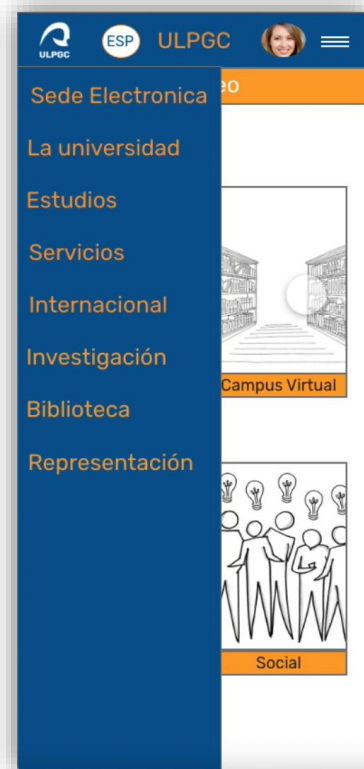 ULPGC
ESP
ULPGC
eo
Sede Electronica
La universidad
Estudios
Servicios
Internacional
Investigación
Campus Virtual
Biblioteca
Representación
Social